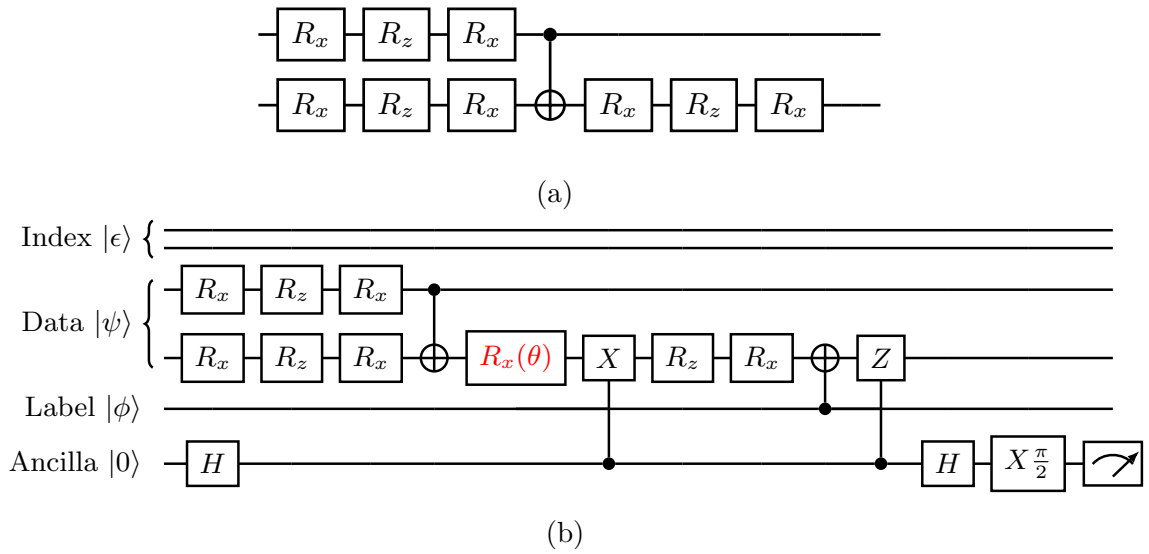 R_x R_z R_x
R_x R_z R_x R_x R_z R_x
(a)
Index |ϵ⟩
R_x R_z R_x
Data |ψ⟩
R_x R_z R_x R_x(θ) X R_z R_x Z
Label |ϕ⟩
Ancilla |0⟩ H H X π/2
(b)